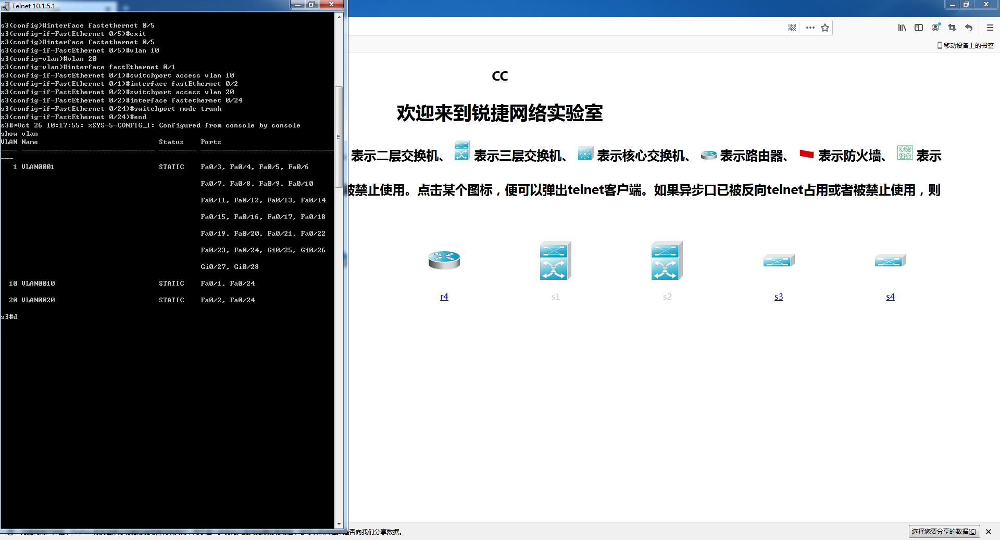 Telnet 10.1.5.1
s3(config)#interface fastethernet 0/5
s3(config-if-FastEthernet 0/5)#exit
s3(config)#interface fastethernet 0/5
s3(config-if-FastEthernet 0/5)#vlan 10
s3(config-vlan)#vlan 20
s3(config-vlan)#interface fastEthernet 0/1
s3(config-if-FastEthernet 0/1)#switchport access vlan 10
s3(config-if-FastEthernet 0/1)#interface fastEthernet 0/2
s3(config-if-FastEthernet 0/2)#switchport access vlan 20
s3(config-if-FastEthernet 0/2)#interface fastethernet 0/24
s3(config-if-FastEthernet 0/24)#switchport mode trunk
s3(config-if-FastEthernet 0/24)#end
s3#*Oct 26 10:17:55: %SYS-5-CONFIG_I: Configured from console by console
show vlan
VLAN Name Status Ports
---- -------------------------------- --------- --------------------------------
---
1 VLAN0001 STATIC Fa0/3, Fa0/4, Fa0/5, Fa0/6
Fa0/7, Fa0/8, Fa0/9, Fa0/10
Fa0/11, Fa0/12, Fa0/13, Fa0/14
Fa0/15, Fa0/16, Fa0/17, Fa0/18
Fa0/19, Fa0/20, Fa0/21, Fa0/22
Fa0/23, Fa0/24, Gi0/25, Gi0/26
Gi0/27, Gi0/28
10 VLAN0010 STATIC Fa0/1, Fa0/24
20 VLAN0020 STATIC Fa0/2, Fa0/24
s3#d
移动设备上的书签
CC
欢迎来到锐捷网络实验室
表示二层交换机、 表示三层交换机、 表示核心交换机、 表示路由器、 表示防火墙、 未知设备 表示
被禁止使用。点击某个图标，便可以弹出telnet客户端。如果异步口已被反向telnet占用或者被禁止使用，则
r4 s1 s2 s3 s4
是否向我们分享数据。
选择您要分享的数据(C)